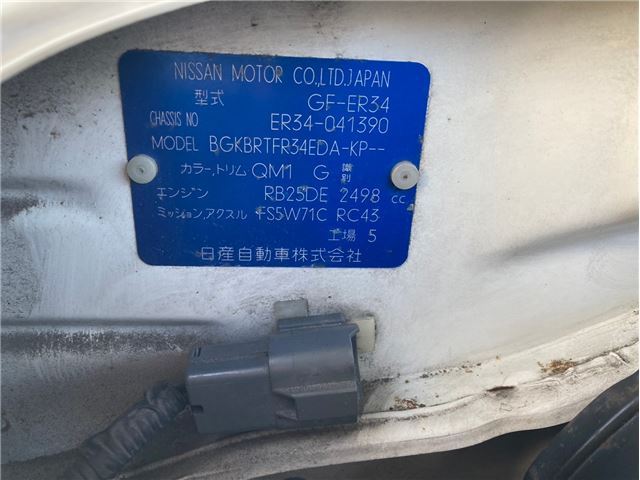 NISSAN MOTOR CO.,LTD.JAPAN
型式 GF-ER34
CHASSIS NO ER34-041390
MODEL BGKBRTFR34EDA-KP--
カラー,トリム QM1 G 識別
エンジン RB25DE 2498 cc
ミッション,アクスル FS5W71C RC43
工場 5
日産自動車株式会社